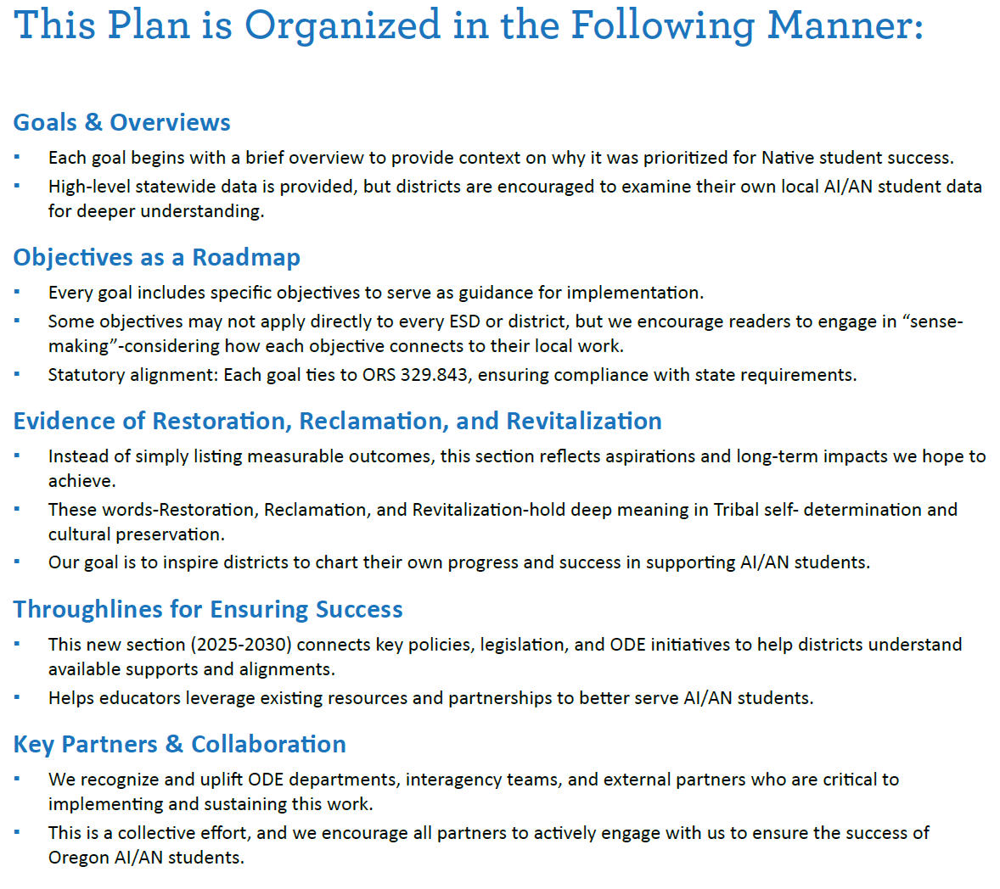 This Plan is Organized in the Following Manner:
Goals & Overviews
▪ Each goal begins with a brief overview to provide context on why it was prioritized for Native student success.
▪ High-level statewide data is provided, but districts are encouraged to examine their own local AI/AN student data
for deeper understanding.
Objectives as a Roadmap
▪ Every goal includes specific objectives to serve as guidance for implementation.
▪ Some objectives may not apply directly to every ESD or district, but we encourage readers to engage in “sense-
making”-considering how each objective connects to their local work.
▪ Statutory alignment: Each goal ties to ORS 329.843, ensuring compliance with state requirements.
Evidence of Restoration, Reclamation, and Revitalization
▪ Instead of simply listing measurable outcomes, this section reflects aspirations and long-term impacts we hope to
achieve.
▪ These words-Restoration, Reclamation, and Revitalization-hold deep meaning in Tribal self- determination and
cultural preservation.
▪ Our goal is to inspire districts to chart their own progress and success in supporting AI/AN students.
Throughlines for Ensuring Success
▪ This new section (2025-2030) connects key policies, legislation, and ODE initiatives to help districts understand
available supports and alignments.
▪ Helps educators leverage existing resources and partnerships to better serve AI/AN students.
Key Partners & Collaboration
▪ We recognize and uplift ODE departments, interagency teams, and external partners who are critical to
implementing and sustaining this work.
▪ This is a collective effort, and we encourage all partners to actively engage with us to ensure the success of
Oregon AI/AN students.